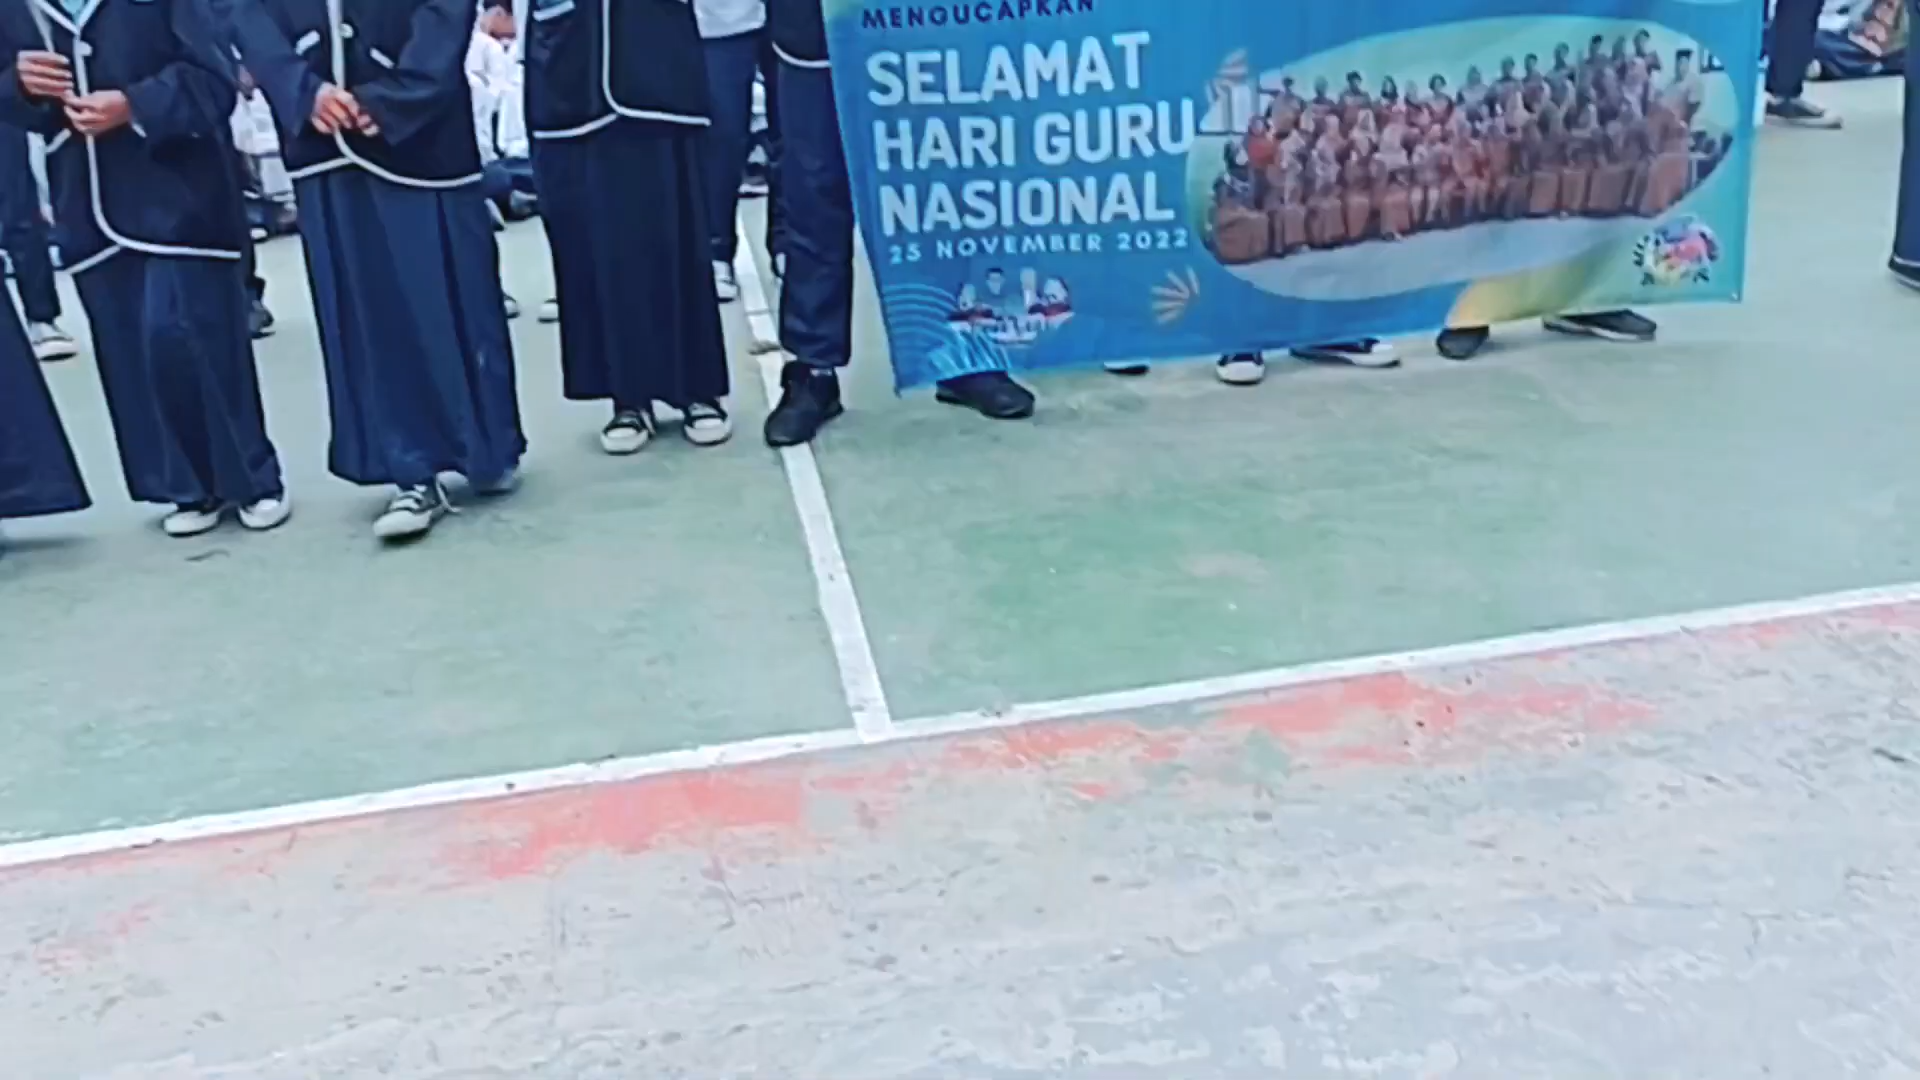 MENGUCAPKAN
SELAMAT
HARI GURU
NASIONAL
25 NOVEMBER 2022